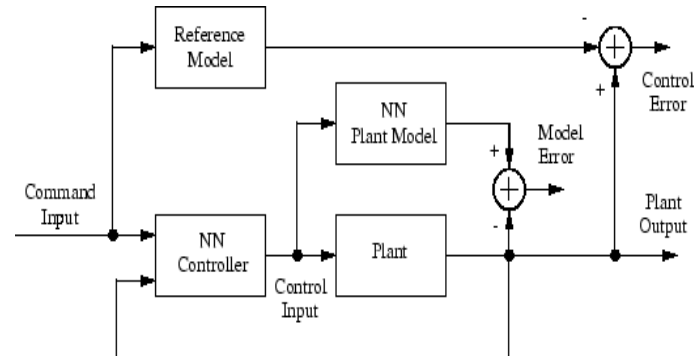 Reference
Model
-
+
Control
Error
NN
Plant Model
+
Model
Error
-
Command
Input
NN
Controller
Control
Input
Plant
Plant
Output